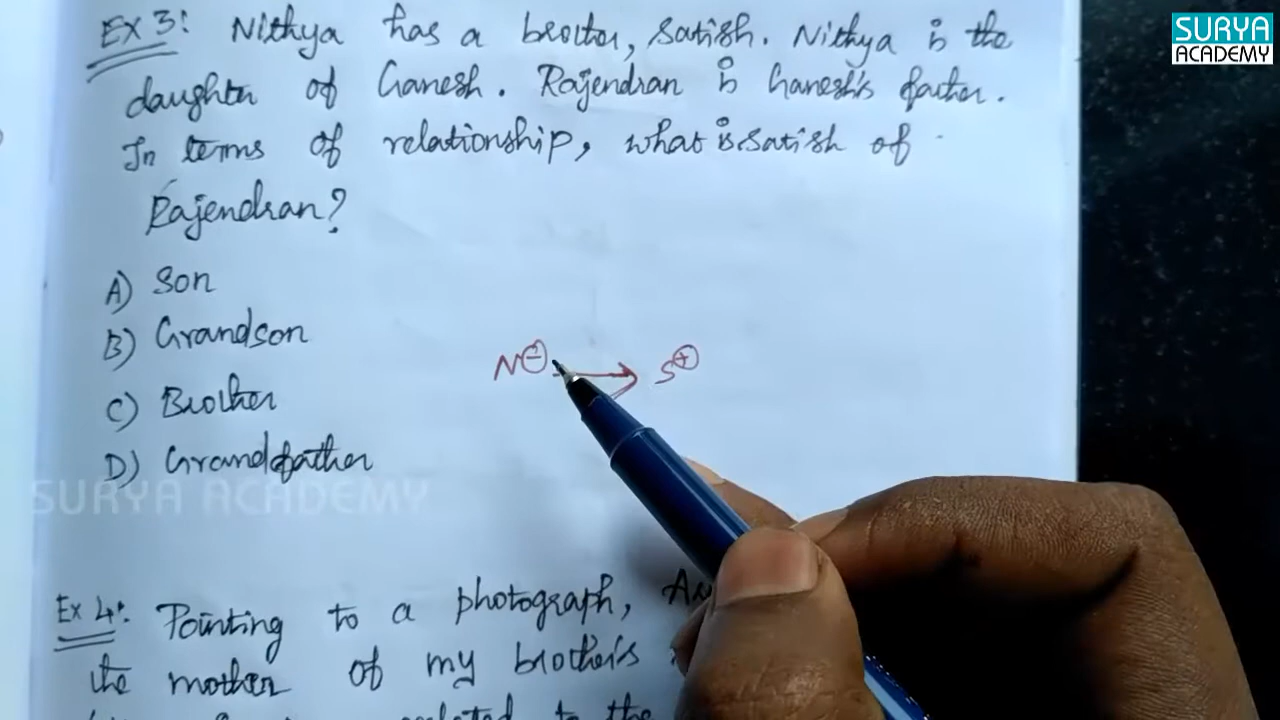 SURYA
ACADEMY
Ex 3: Nithya has a brother, Satish. Nithya is the
daughter of Ganesh. Rajendran is Ganesh's father.
In terms of relationship, what is Satish of
Rajendran?
A) Son
B) Grandson
C) Brother
D) Grandfather
N - S +
SURYA ACADEMY
Ex 4: Pointing to a photograph,
the mother of my brother's
to the